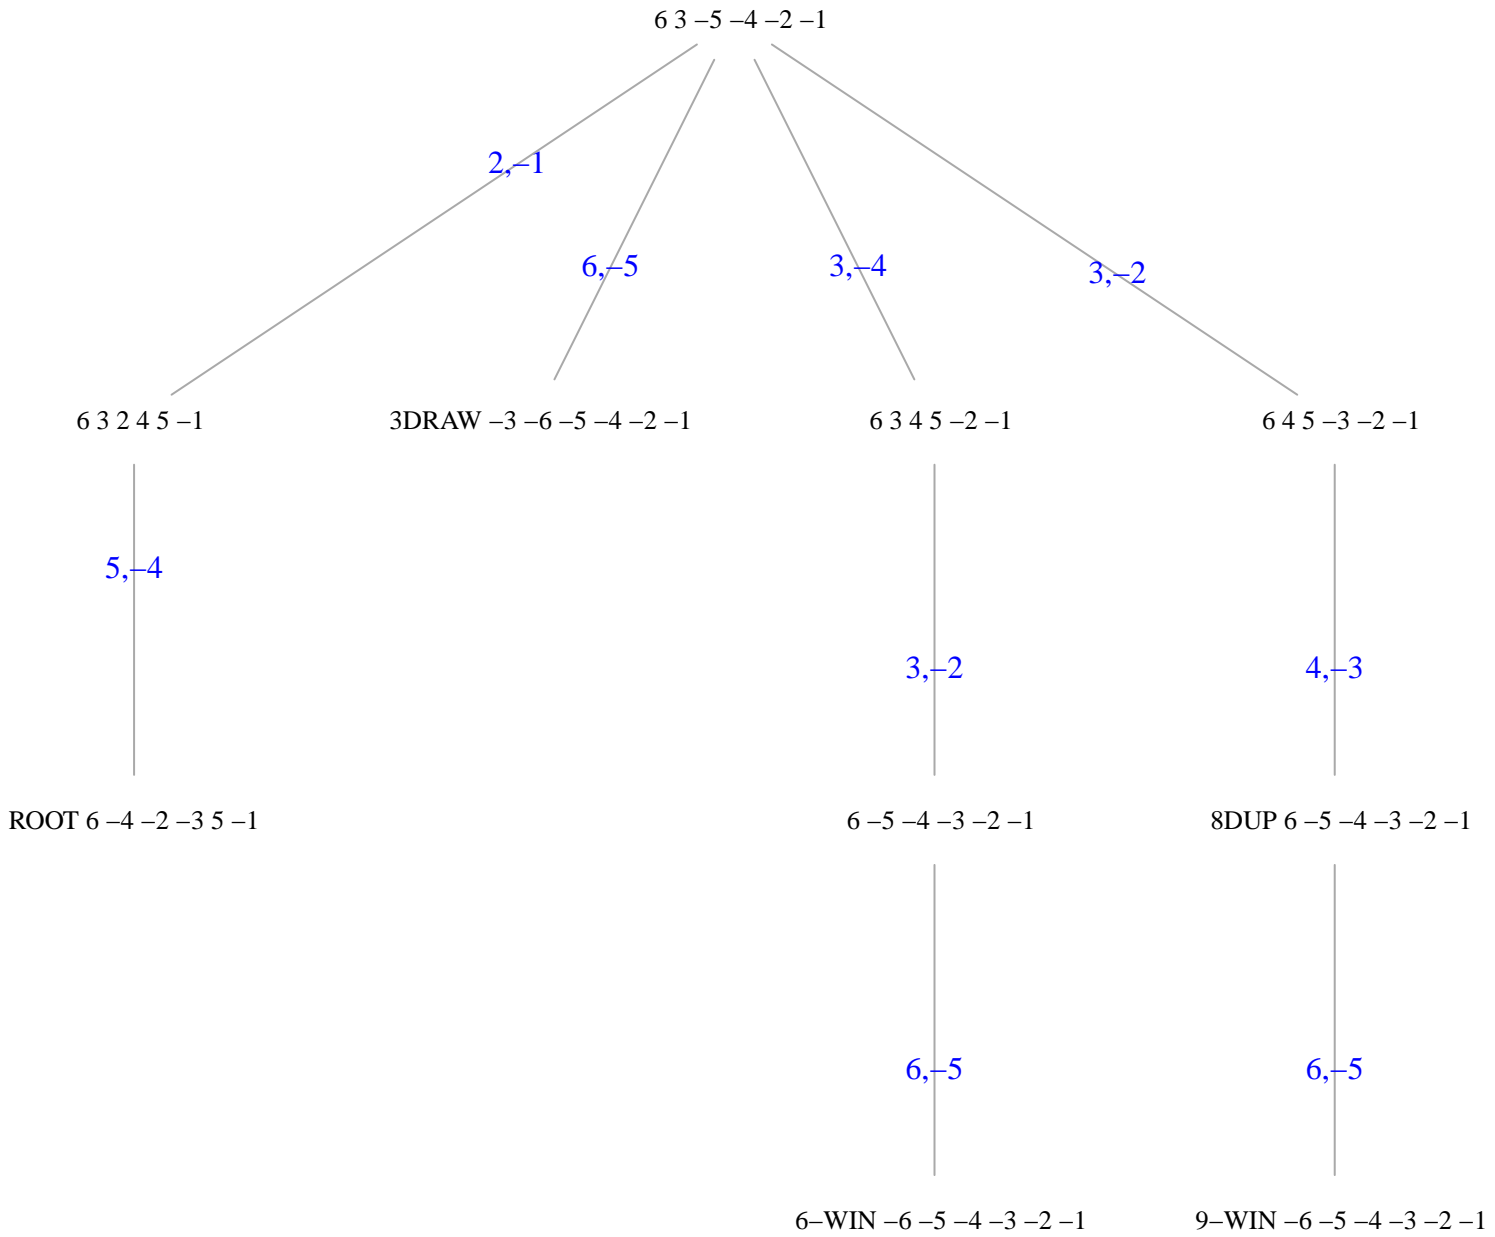 6 3 –5 –4 –2 –1
2,–1
6,–5
3,–4
3,–2
6 3 2 4 5 –1
3DRAW –3 –6 –5 –4 –2 –1
6 3 4 5 –2 –1
6 4 5 –3 –2 –1
5,–4
3,–2
4,–3
ROOT 6 –4 –2 –3 5 –1
6 –5 –4 –3 –2 –1
8DUP 6 –5 –4 –3 –2 –1
6,–5
6,–5
6–WIN –6 –5 –4 –3 –2 –1
9–WIN –6 –5 –4 –3 –2 –1